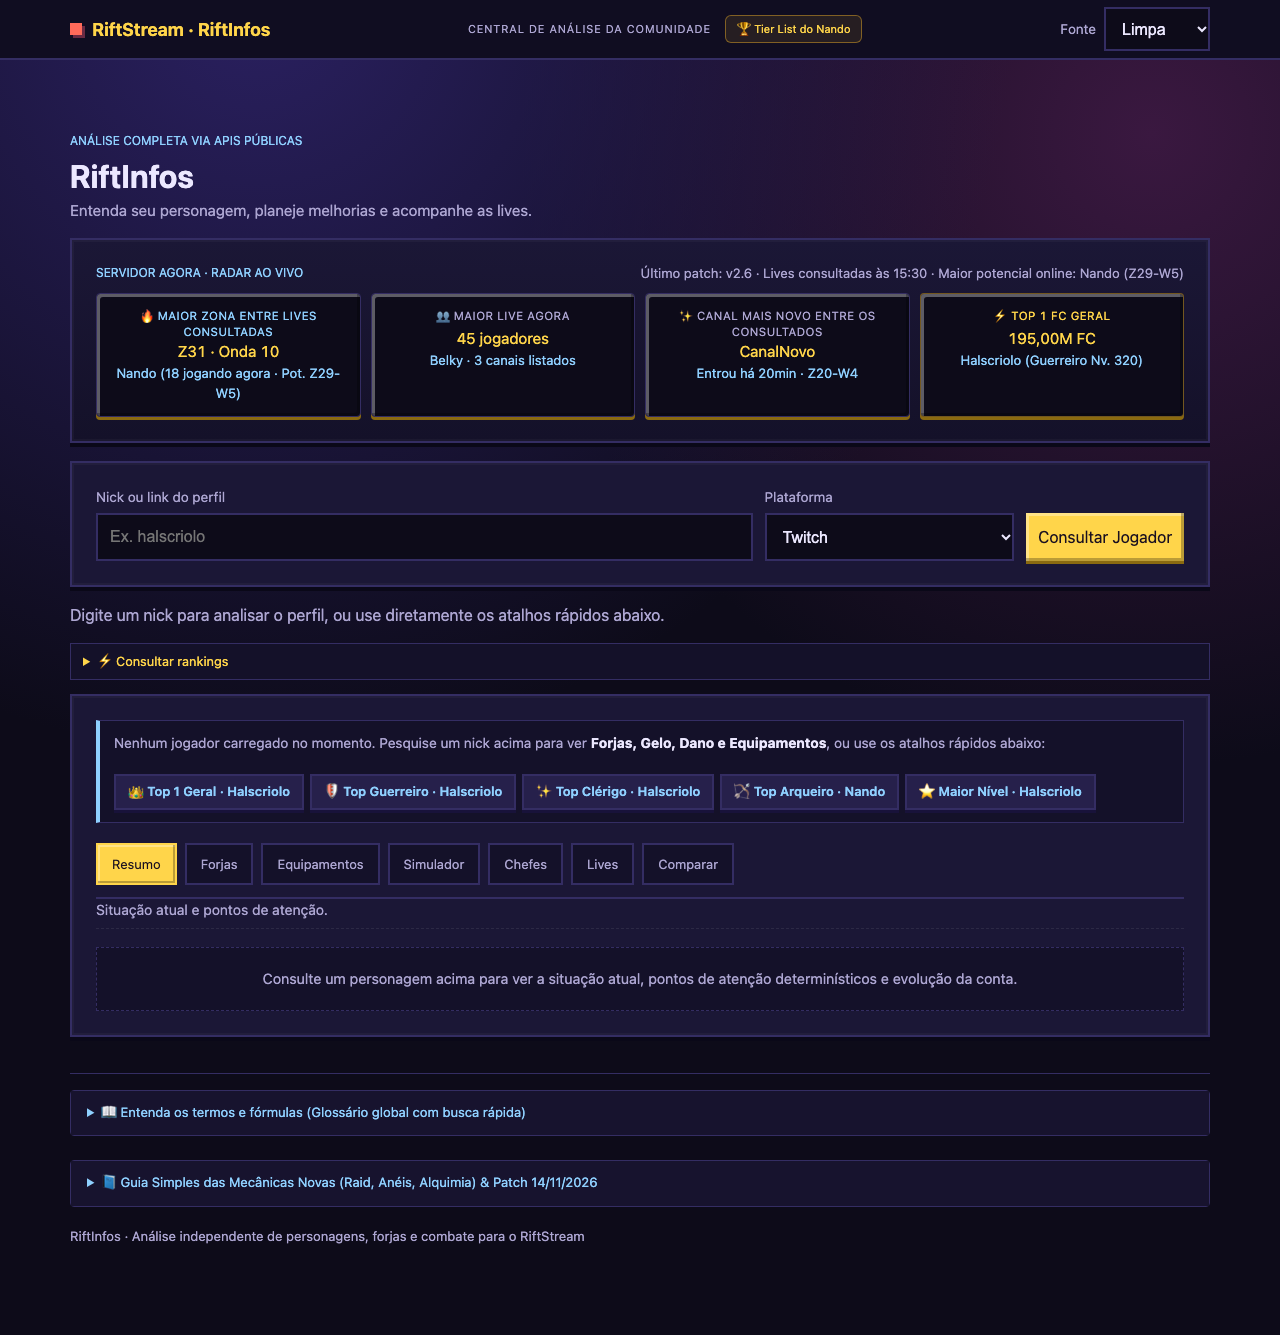 RiftStream · RiftInfos
CENTRAL DE ANÁLISE DA COMUNIDADE
🏆 Tier List do Nando
Fonte
Limpa
ANÁLISE COMPLETA VIA APIS PÚBLICAS
RiftInfos
Entenda seu personagem, planeje melhorias e acompanhe as lives.
SERVIDOR AGORA · RADAR AO VIVO
Último patch: v2.6 · Lives consultadas às 15:30 · Maior potencial online: Nando (Z29-W5)
🔥 MAIOR ZONA ENTRE LIVES
CONSULTADAS
Z31 · Onda 10
Nando (18 jogando agora · Pot. Z29-
W5)
👥 MAIOR LIVE AGORA
45 jogadores
Belky · 3 canais listados
✨ CANAL MAIS NOVO ENTRE OS
CONSULTADOS
CanalNovo
Entrou há 20min · Z20-W4
⚡ TOP 1 FC GERAL
195,00M FC
Halscriolo (Guerreiro Nv. 320)
Nick ou link do perfil
Ex. halscriolo
Plataforma
Twitch
Consultar Jogador
Digite um nick para analisar o perfil, ou use diretamente os atalhos rápidos abaixo.
▶ ⚡ Consultar rankings
Nenhum jogador carregado no momento. Pesquise um nick acima para ver Forjas, Gelo, Dano e Equipamentos, ou use os atalhos rápidos abaixo:
👑 Top 1 Geral · Halscriolo
🛡️ Top Guerreiro · Halscriolo
✨ Top Clérigo · Halscriolo
🏹 Top Arqueiro · Nando
⭐ Maior Nível · Halscriolo
Resumo
Forjas
Equipamentos
Simulador
Chefes
Lives
Comparar
Situação atual e pontos de atenção.
Consulte um personagem acima para ver a situação atual, pontos de atenção determinísticos e evolução da conta.
▶ 📖 Entenda os termos e fórmulas (Glossário global com busca rápida)
▶ 📘 Guia Simples das Mecânicas Novas (Raid, Anéis, Alquimia) & Patch 14/11/2026
RiftInfos · Análise independente de personagens, forjas e combate para o RiftStream